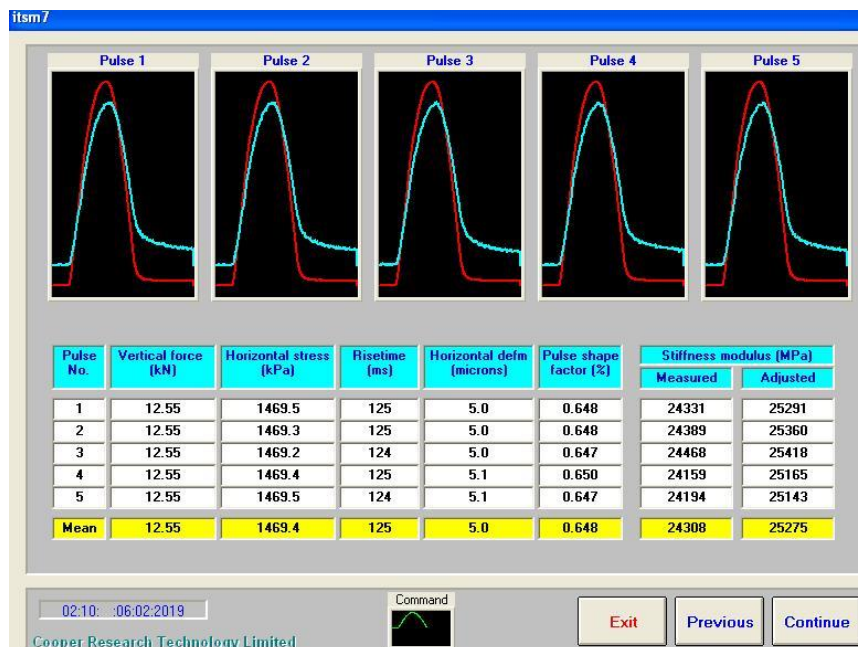 itsm7
Pulse 1 Pulse 2 Pulse 3 Pulse 4 Pulse 5
Pulse No. Vertical force (kN) Horizontal stress (kPa) Risetime (ms) Horizontal defm (microns) Pulse shape factor (%) Stiffness modulus (MPa)
Measured Adjusted
1 12.55 1469.5 125 5.0 0.648 24331 25291
2 12.55 1469.3 125 5.0 0.648 24389 25360
3 12.55 1469.2 124 5.0 0.647 24468 25418
4 12.55 1469.4 125 5.1 0.650 24159 25165
5 12.55 1469.5 124 5.1 0.647 24194 25143
Mean 12.55 1469.4 125 5.0 0.648 24308 25275
Command
02:10: :06:02:2019
Exit Previous Continue
Cooper Research Technology Limited